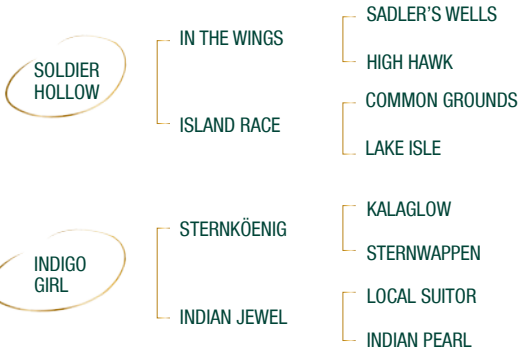 SADLER'S WELLS
IN THE WINGS
HIGH HAWK
SOLDIER
HOLLOW
COMMON GROUNDS
ISLAND RACE
LAKE ISLE
KALAGLOW
STERNKÖENIG
STERNWAPPEN
INDIGO
GIRL
LOCAL SUITOR
INDIAN JEWEL
INDIAN PEARL